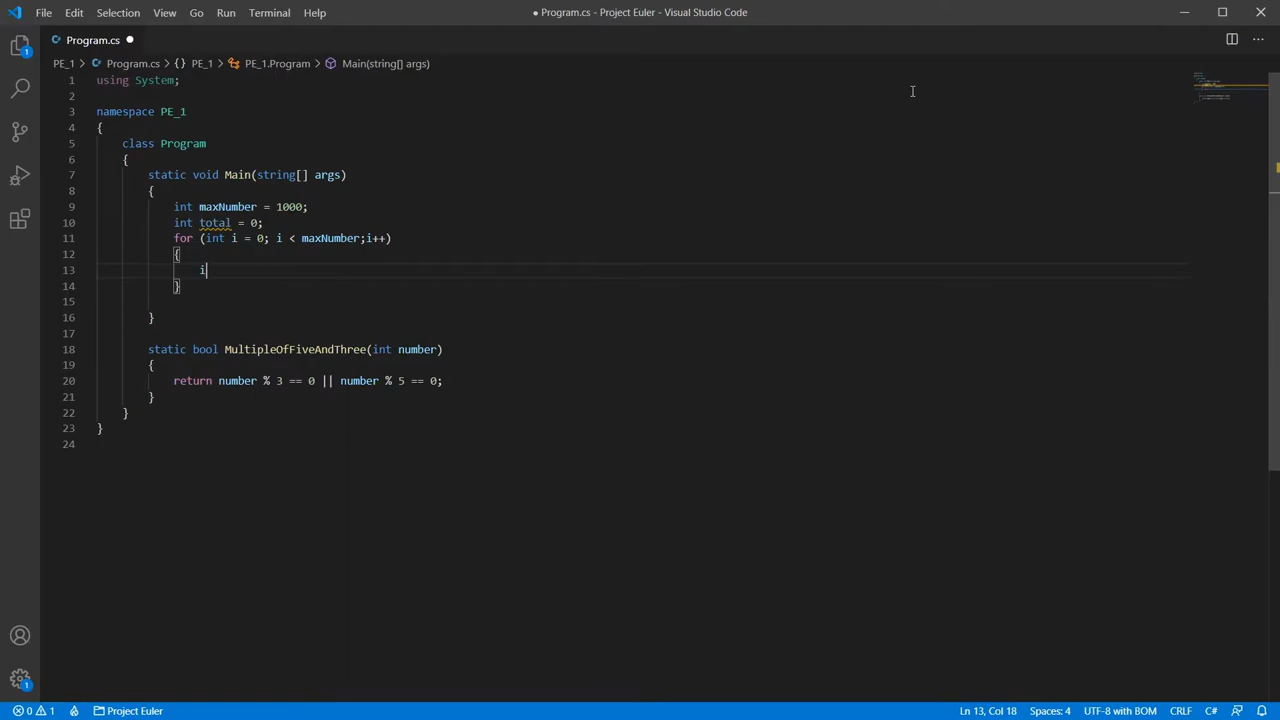 File Edit Selection View Go Run Terminal Help ● Program.cs - Project Euler - Visual Studio Code
Program.cs ●
PE_1 > Program.cs > {} PE_1 > PE_1.Program > Main(string[] args)
1 using System;
2
3 namespace PE_1
4 {
5 class Program
6 {
7 static void Main(string[] args)
8 {
9 int maxNumber = 1000;
10 int total = 0;
11 for (int i = 0; i < maxNumber;i++)
12 {
13 i
14 }
15
16 }
17
18 static bool MultipleOfFiveAndThree(int number)
19 {
20 return number % 3 == 0 || number % 5 == 0;
21 }
22 }
23 }
24
1
1
0 1 Project Euler Ln 13, Col 18 Spaces: 4 UTF-8 with BOM CRLF C#